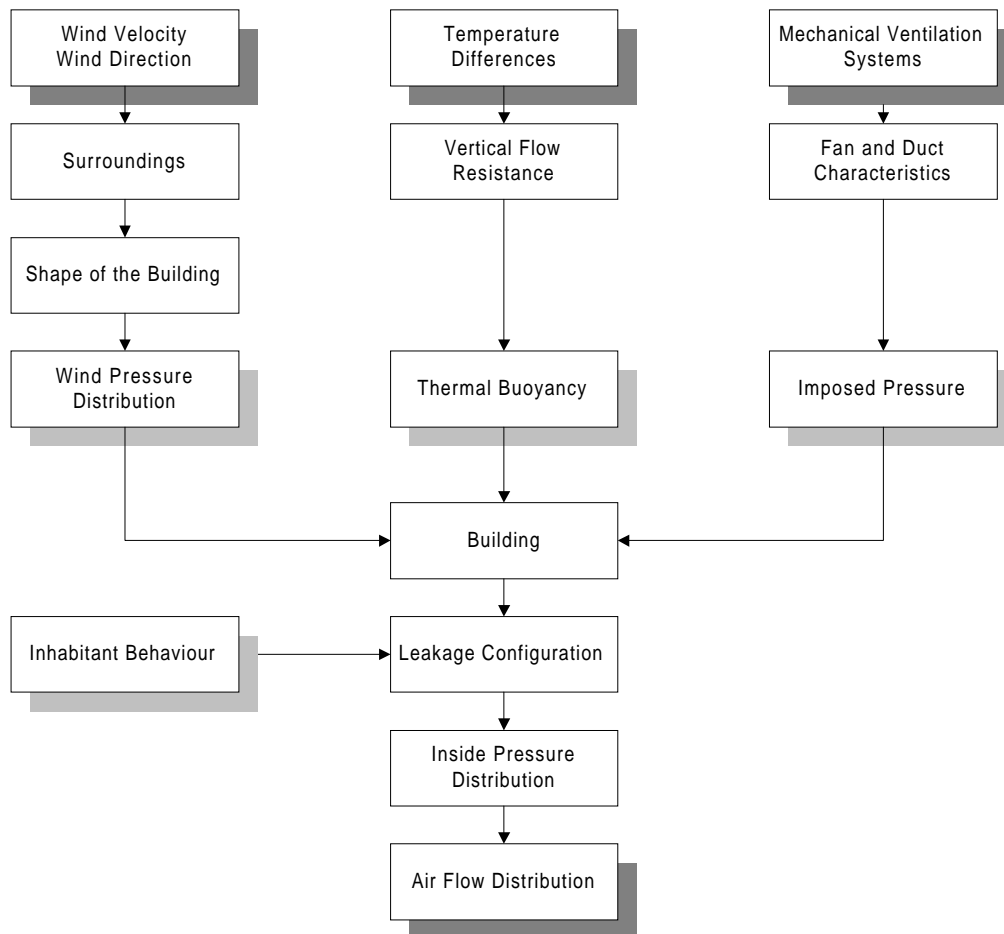 Wind Velocity
Wind Direction
Temperature
Differences
Mechanical Ventilation
Systems
Surroundings
Vertical Flow
Resistance
Fan and Duct
Characteristics
Shape of the Building
Wind Pressure
Distribution
Thermal Buoyancy
Imposed Pressure
Building
Inhabitant Behaviour
Leakage Configuration
Inside Pressure
Distribution
Air Flow Distribution